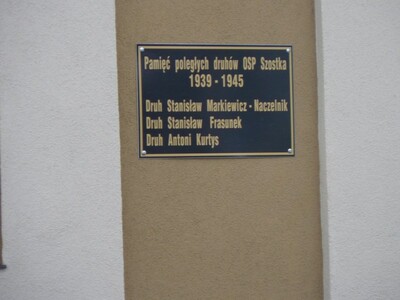 Pamięć poległych druhów OSP Szostka
1939 - 1945
Druh Stanisław Markiewicz - Naczelnik
Druh Stanisław Frasunek
Druh Antoni Kurtys